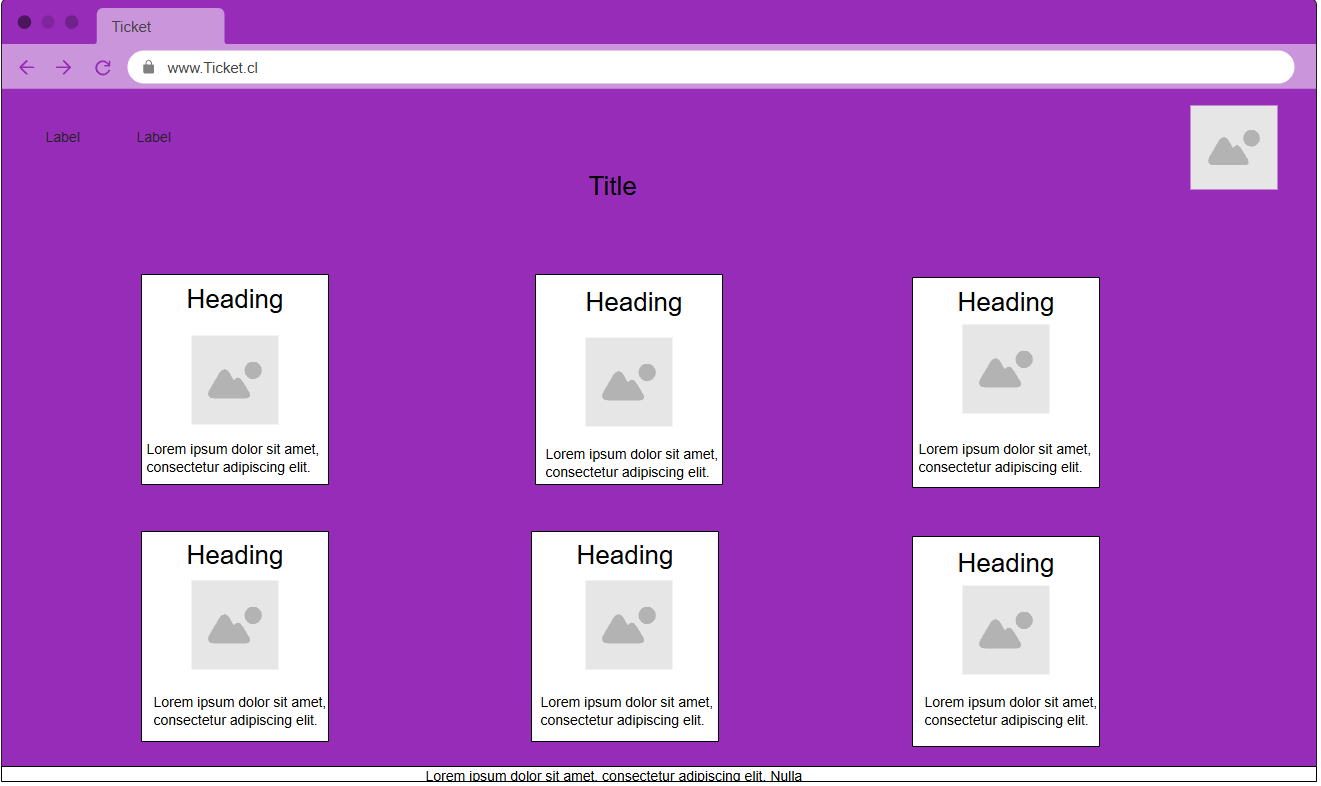 Ticket
www.Ticket.cl
Label
Label
Title
Heading
Lorem ipsum dolor sit amet,
consectetur adipiscing elit.
Heading
Lorem ipsum dolor sit amet,
consectetur adipiscing elit.
Heading
Lorem ipsum dolor sit amet,
consectetur adipiscing elit.
Heading
Lorem ipsum dolor sit amet,
consectetur adipiscing elit.
Heading
Lorem ipsum dolor sit amet,
consectetur adipiscing elit.
Heading
Lorem ipsum dolor sit amet,
consectetur adipiscing elit.
Lorem ipsum dolor sit amet, consectetur adipiscing elit. Nulla